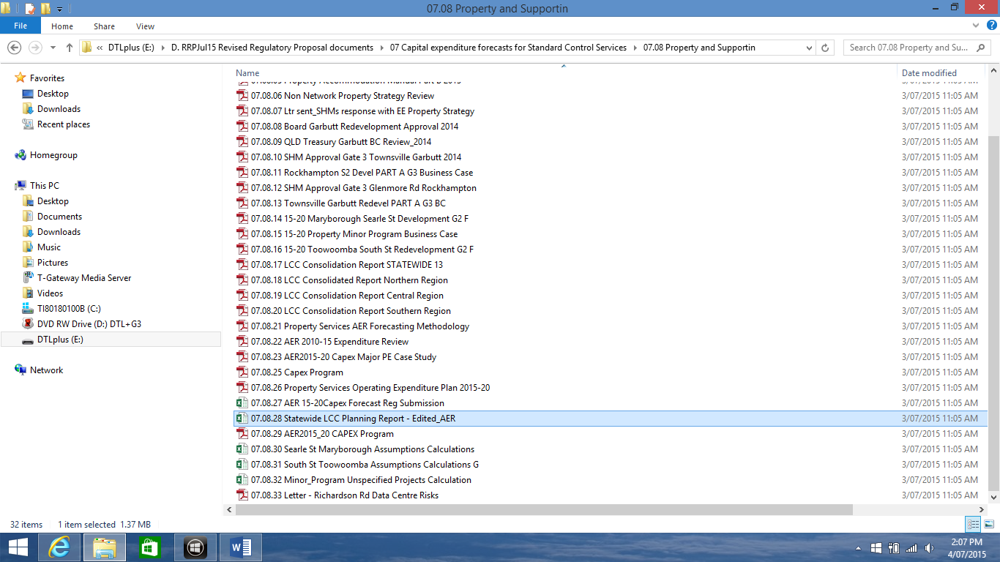 07.08 Property and Supportin
File Home Share View
« DTLplus (E:) D. RRPJul15 Revised Regulatory Proposal documents 07 Capital expenditure forecasts for Standard Control Services 07.08 Property and Supportin Search 07.08 Property and Su...
Favorites
Desktop
Downloads
Recent places
Homegroup
This PC
Desktop
Documents
Downloads
Music
Pictures
T-Gateway Media Server
Videos
TI80180100B (C:)
DVD RW Drive (D:) DTL+G3
DTLplus (E:)
Network
Name Date modified
07.08.05 Property Accommodation Manual Part B 2015 3/07/2015 11:05 AM
07.08.06 Non Network Property Strategy Review 3/07/2015 11:05 AM
07.08.07 Ltr sent_SHMs response with EE Property Strategy 3/07/2015 11:05 AM
07.08.08 Board Garbutt Redevelopment Approval 2014 3/07/2015 11:05 AM
07.08.09 QLD Treasury Garbutt BC Review_2014 3/07/2015 11:05 AM
07.08.10 SHM Approval Gate 3 Townsville Garbutt 2014 3/07/2015 11:05 AM
07.08.11 Rockhampton S2 Devel PART A G3 Business Case 3/07/2015 11:05 AM
07.08.12 SHM Approval Gate 3 Glenmore Rd Rockhampton 3/07/2015 11:05 AM
07.08.13 Townsville Garbutt Redevel PART A G3 BC 3/07/2015 11:05 AM
07.08.14 15-20 Maryborough Searle St Development G2 F 3/07/2015 11:05 AM
07.08.15 15-20 Property Minor Program Business Case 3/07/2015 11:05 AM
07.08.16 15-20 Toowoomba South St Redevelopment G2 F 3/07/2015 11:05 AM
07.08.17 LCC Consolidation Report STATEWIDE 13 3/07/2015 11:05 AM
07.08.18 LCC Consolidated Report Northern Region 3/07/2015 11:05 AM
07.08.19 LCC Consolidation Report Central Region 3/07/2015 11:05 AM
07.08.20 LCC Consolidation Report Southern Region 3/07/2015 11:05 AM
07.08.21 Property Services AER Forecasting Methodology 3/07/2015 11:05 AM
07.08.22 AER 2010-15 Expenditure Review 3/07/2015 11:05 AM
07.08.23 AER2015-20 Capex Major PE Case Study 3/07/2015 11:05 AM
07.08.25 Capex Program 3/07/2015 11:05 AM
07.08.26 Property Services Operating Expenditure Plan 2015-20 3/07/2015 11:05 AM
07.08.27 AER 15-20Capex Forecast Reg Submission 3/07/2015 11:05 AM
07.08.28 Statewide LCC Planning Report - Edited_AER 3/07/2015 11:05 AM
07.08.29 AER2015_20 CAPEX Program 3/07/2015 11:05 AM
07.08.30 Searle St Maryborough Assumptions Calculations 3/07/2015 11:05 AM
07.08.31 South St Toowoomba Assumptions Calculations G 3/07/2015 11:05 AM
07.08.32 Minor_Program Unspecified Projects Calculation 3/07/2015 11:05 AM
07.08.33 Letter - Richardson Rd Data Centre Risks 3/07/2015 11:05 AM
32 items 1 item selected 1.37 MB
2:07 PM
4/07/2015